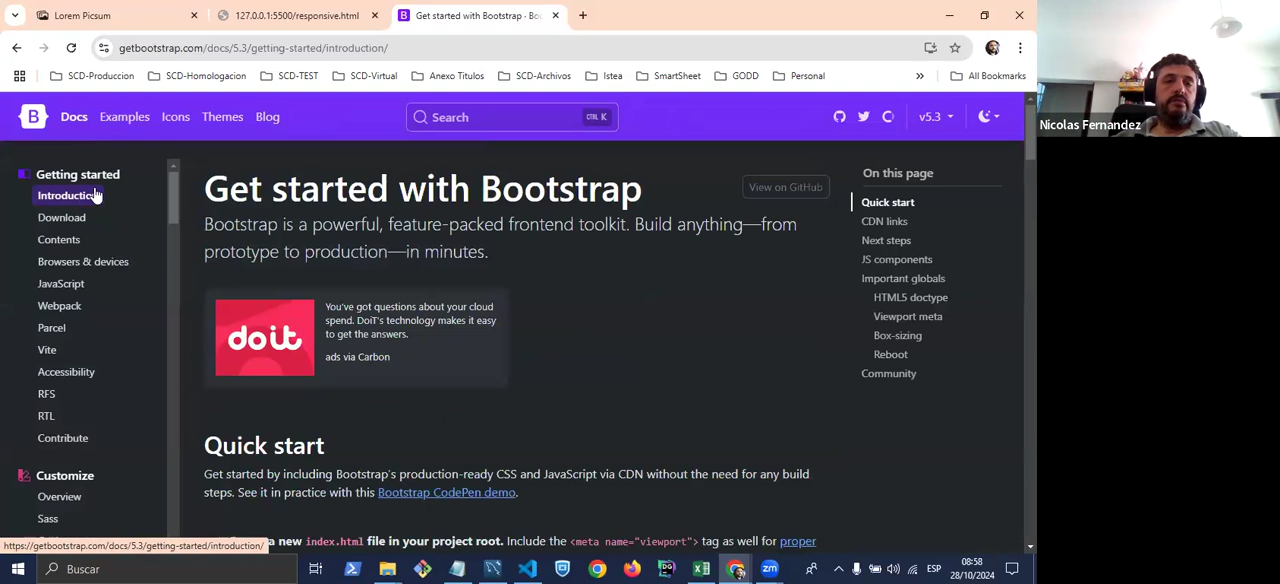 Lorem Picsum
127.0.0.1:5500/responsive.html
Get started with Bootstrap - Boo
getbootstrap.com/docs/5.3/getting-started/introduction/
SCD-Produccion
SCD-Homologacion
SCD-TEST
SCD-Virtual
Anexo Titulos
SCD-Archivos
Istea
SmartSheet
GODD
Personal
»
All Bookmarks
B
Docs
Examples
Icons
Themes
Blog
Search
CTRL K
v5.3
Nicolas Fernandez
Getting started
Introduction
Download
Contents
Browsers & devices
JavaScript
Webpack
Parcel
Vite
Accessibility
RFS
RTL
Contribute
Customize
Overview
Sass
Get started with Bootstrap
View on GitHub
Bootstrap is a powerful, feature-packed frontend toolkit. Build anything—from
prototype to production—in minutes.
doit
You've got questions about your cloud
spend. DoiT's technology makes it easy
to get the answers.
ads via Carbon
Quick start
Get started by including Bootstrap's production-ready CSS and JavaScript via CDN without the need for any build
steps. See it in practice with this Bootstrap CodePen demo.
a new index.html file in your project root. Include the <meta name="viewport"> tag as well for proper
On this page
Quick start
CDN links
Next steps
JS components
Important globals
HTML5 doctype
Viewport meta
Box-sizing
Reboot
Community
https://getbootstrap.com/docs/5.3/getting-started/introduction/
Buscar
ESP
08:58
28/10/2024